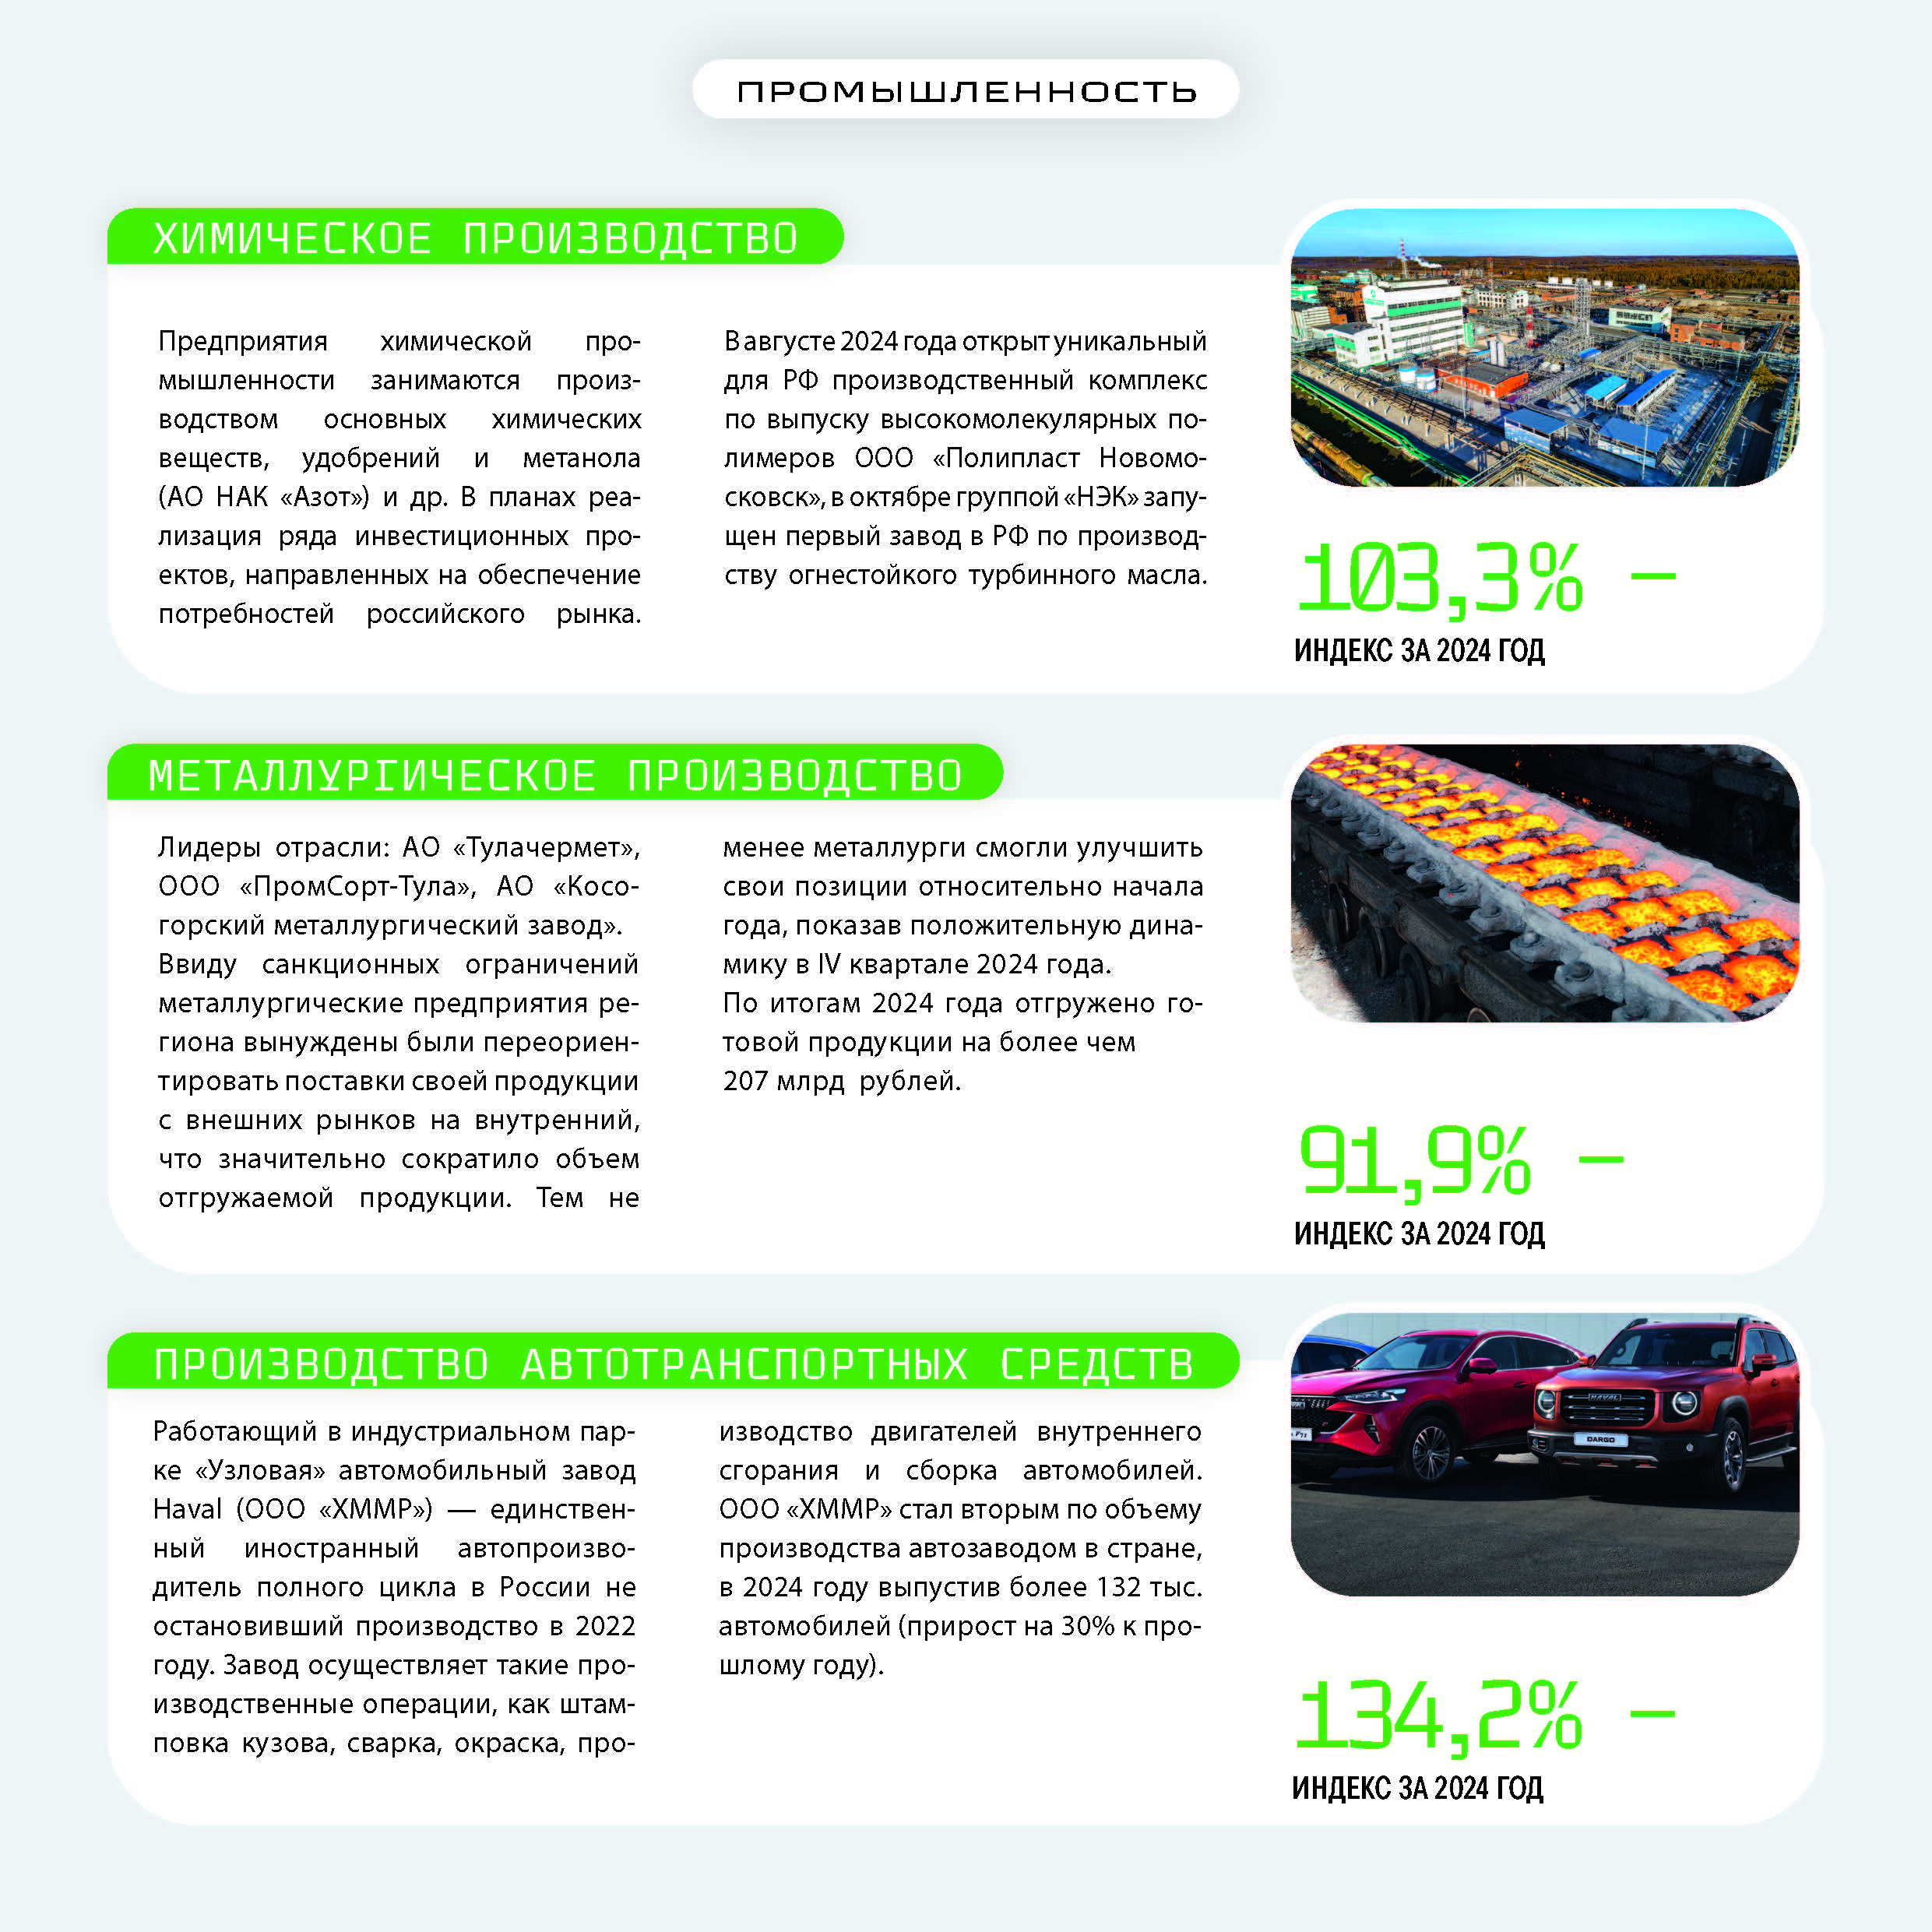 ПРОМЫШЛЕННОСТЬ
ХИМИЧЕСКОЕ ПРОИЗВОДСТВО
Предприятия химической про-
мышленности занимаются произ-
водством основных химических
веществ, удобрений и метанола
(АО НАК «Азот») и др. В планах реа-
лизация ряда инвестиционных про-
ектов, направленных на обеспечение
потребностей российского рынка.
В августе 2024 года открыт уникальный
для РФ производственный комплекс
по выпуску высокомолекулярных по-
лимеров ООО «Полипласт Новомо-
сковск», в октябре группой «НЭК» запу-
щен первый завод в РФ по производ-
ству огнестойкого турбинного масла.
103,3% –
ИНДЕКС ЗА 2024 ГОД
МЕТАЛЛУРГИЧЕСКОЕ ПРОИЗВОДСТВО
Лидеры отрасли: АО «Тулачермет»,
ООО «ПромСорт-Тула», АО «Косо-
горский металлургический завод».
Ввиду санкционных ограничений
металлургические предприятия ре-
гиона вынуждены были переориен-
тировать поставки своей продукции
с внешних рынков на внутренний,
что значительно сократило объем
отгружаемой продукции. Тем не
менее металлурги смогли улучшить
свои позиции относительно начала
года, показав положительную дина-
мику в IV квартале 2024 года.
По итогам 2024 года отгружено го-
товой продукции на более чем
207 млрд рублей.
91,9% –
ИНДЕКС ЗА 2024 ГОД
ПРОИЗВОДСТВО АВТОТРАНСПОРТНЫХ СРЕДСТВ
Работающий в индустриальном пар-
ке «Узловая» автомобильный завод
Haval (ООО «ХММР») — единствен-
ный иностранный автопроизво-
дитель полного цикла в России не
остановивший производство в 2022
году. Завод осуществляет такие про-
изводственные операции, как штам-
повка кузова, сварка, окраска, про-
изводство двигателей внутреннего
сгорания и сборка автомобилей.
ООО «ХММР» стал вторым по объему
производства автозаводом в стране,
в 2024 году выпустив более 132 тыс.
автомобилей (прирост на 30% к про-
шлому году).
HAVAL
DARGO
F7x
134,2% –
ИНДЕКС ЗА 2024 ГОД